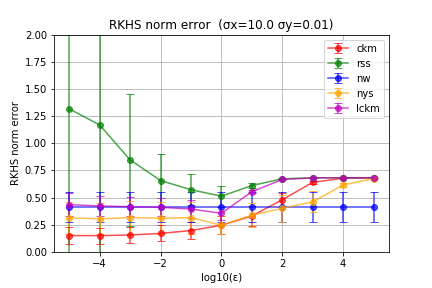 RKHS norm error  (σx=10.0 σy=0.01)
2.00
1.75
1.50
1.25
1.00
0.75
0.50
0.25
0.00
RKHS norm error
ckm
rss
nw
nys
lckm
−4 −2 0 2 4
log10(ε)